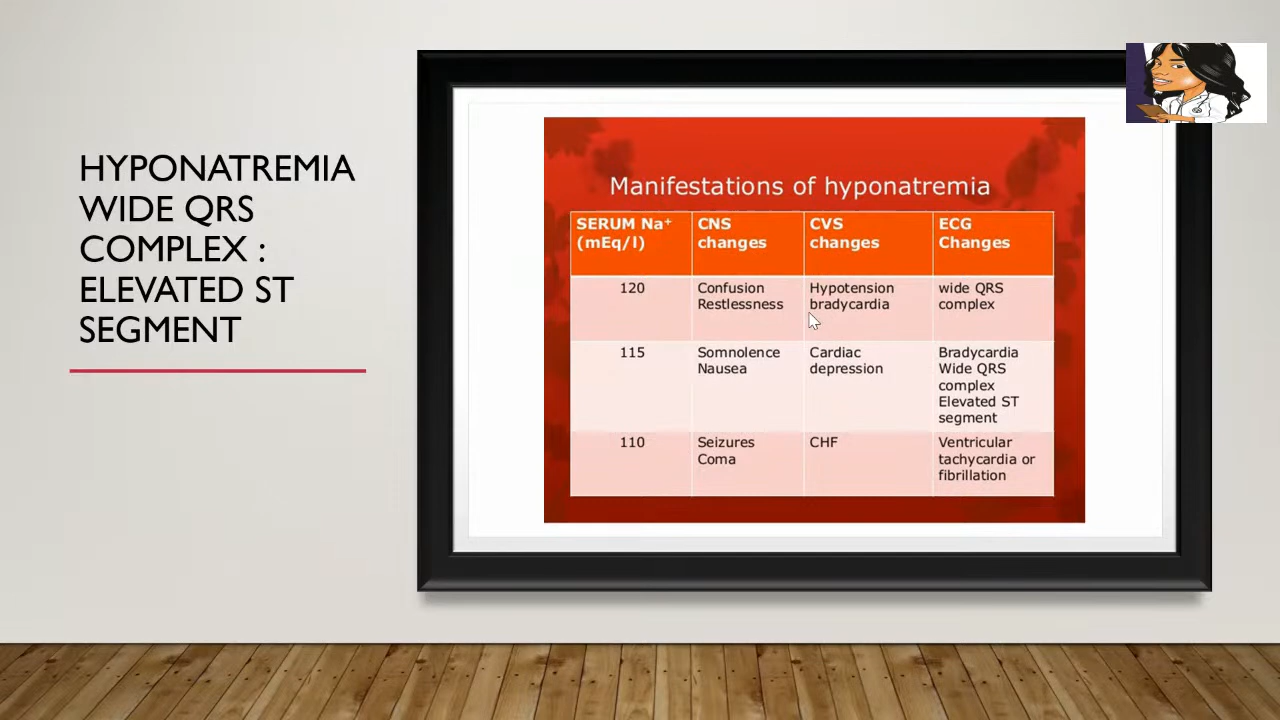 HYPONATREMIA
WIDE QRS
COMPLEX :
ELEVATED ST
SEGMENT
Manifestations of hyponatremia
SERUM Na⁺
(mEq/l)
CNS
changes
CVS
changes
ECG
Changes
120
Confusion
Restlessness
Hypotension
bradycardia
wide QRS
complex
115
Somnolence
Nausea
Cardiac
depression
Bradycardia
Wide QRS
complex
Elevated ST
segment
110
Seizures
Coma
CHF
Ventricular
tachycardia or
fibrillation